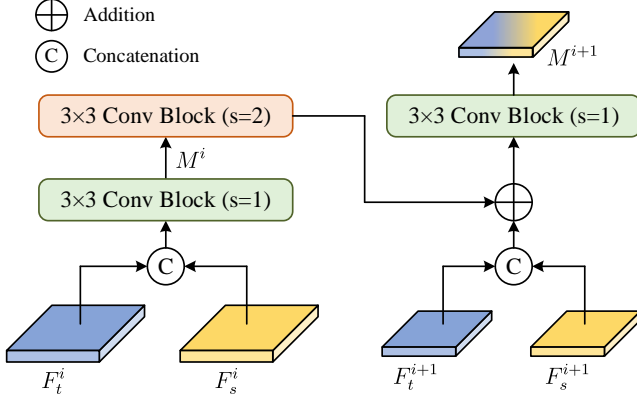 Addition
C Concatenation
M^{i+1}
3×3 Conv Block (s=2)
3×3 Conv Block (s=1)
M^i
3×3 Conv Block (s=1)
C
C
F_t^i
F_s^i
F_t^{i+1}
F_s^{i+1}